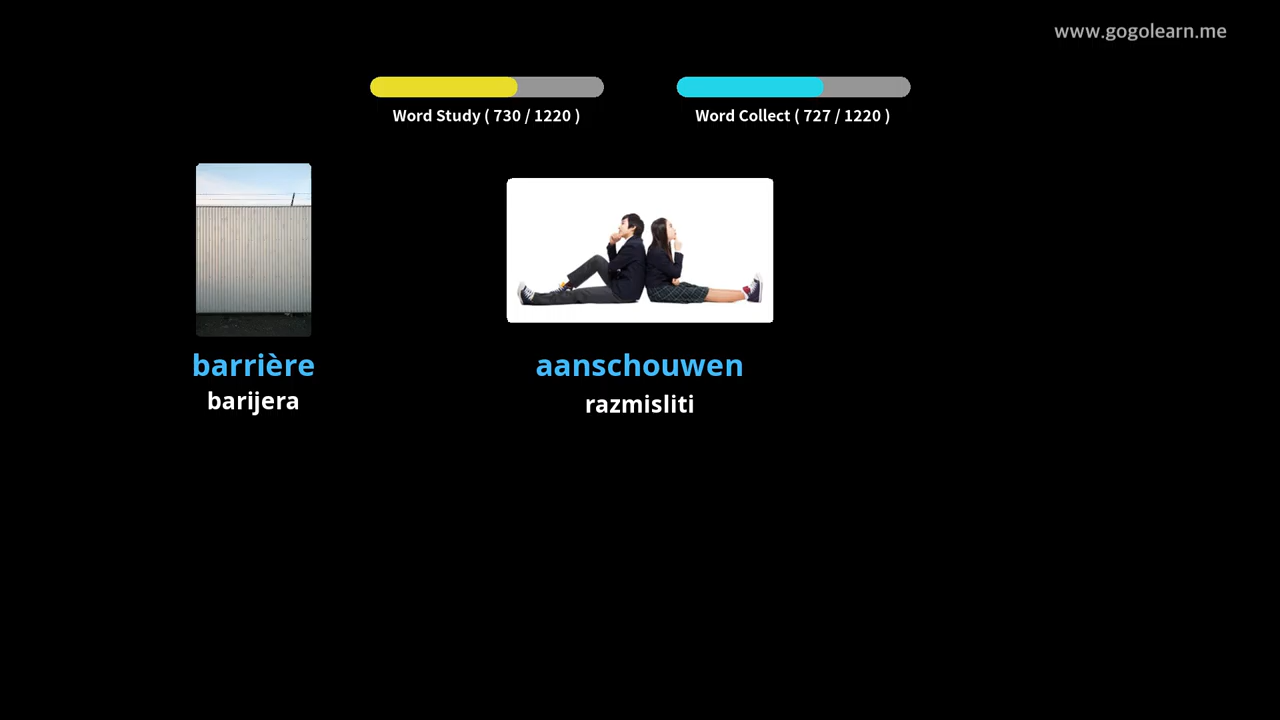 www.gogolearn.me
Word Study ( 730 / 1220 )
Word Collect ( 727 / 1220 )
barrière
barijera
aanschouwen
razmisliti